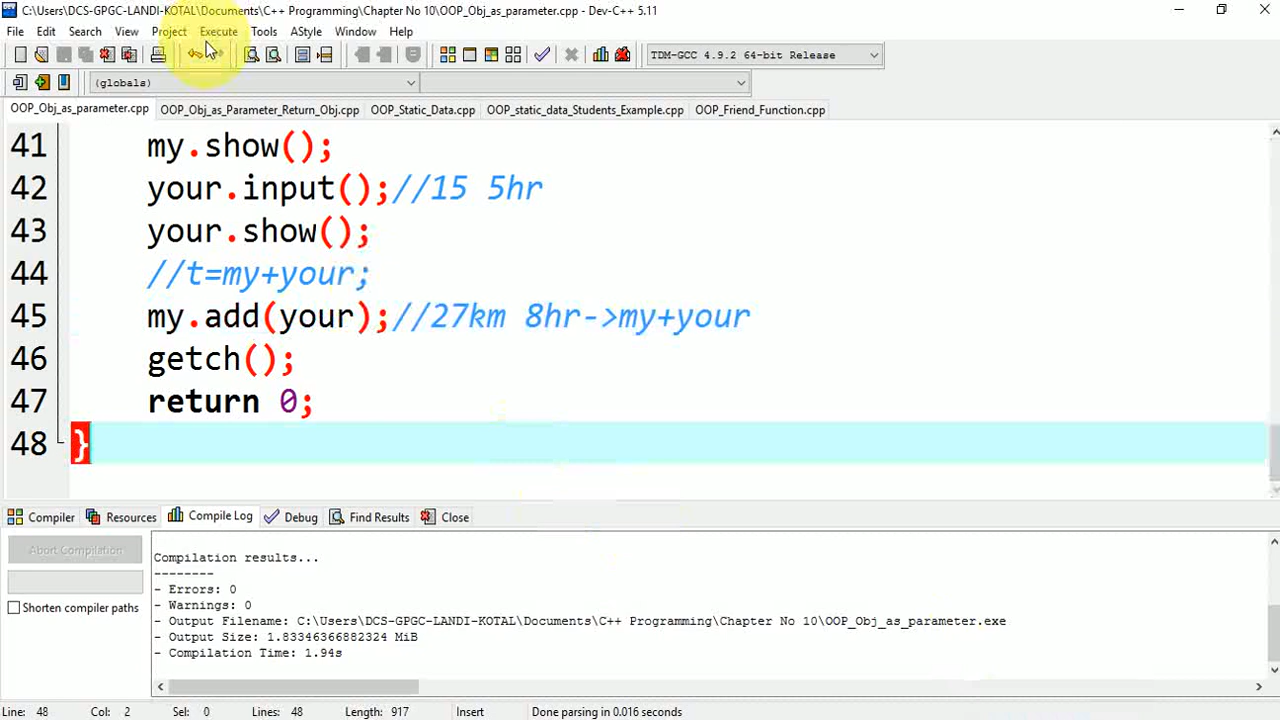 C:\Users\DCS-GPGC-LANDI-KOTAL\Documents\C++ Programming\Chapter No 10\OOP_Obj_as_parameter.cpp - Dev-C++ 5.11
File Edit Search View Project Execute Tools AStyle Window Help
TDM-GCC 4.9.2 64-bit Release
(globals)
OOP_Obj_as_parameter.cpp OOP_Obj_as_Parameter_Return_Obj.cpp OOP_Static_Data.cpp OOP_static_data_Students_Example.cpp OOP_Friend_Function.cpp
41 my.show();
42 your.input();//15 5hr
43 your.show();
44 //t=my+your;
45 my.add(your);//27km 8hr->my+your
46 getch();
47 return 0;
48 }
Compiler Resources Compile Log Debug Find Results Close
Abort Compilation
Shorten compiler paths
Compilation results...
--------
- Errors: 0
- Warnings: 0
- Output Filename: C:\Users\DCS-GPGC-LANDI-KOTAL\Documents\C++ Programming\Chapter No 10\OOP_Obj_as_parameter.exe
- Output Size: 1.83346366882324 MiB
- Compilation Time: 1.94s
Line: 48 Col: 2 Sel: 0 Lines: 48 Length: 917 Insert Done parsing in 0.016 seconds